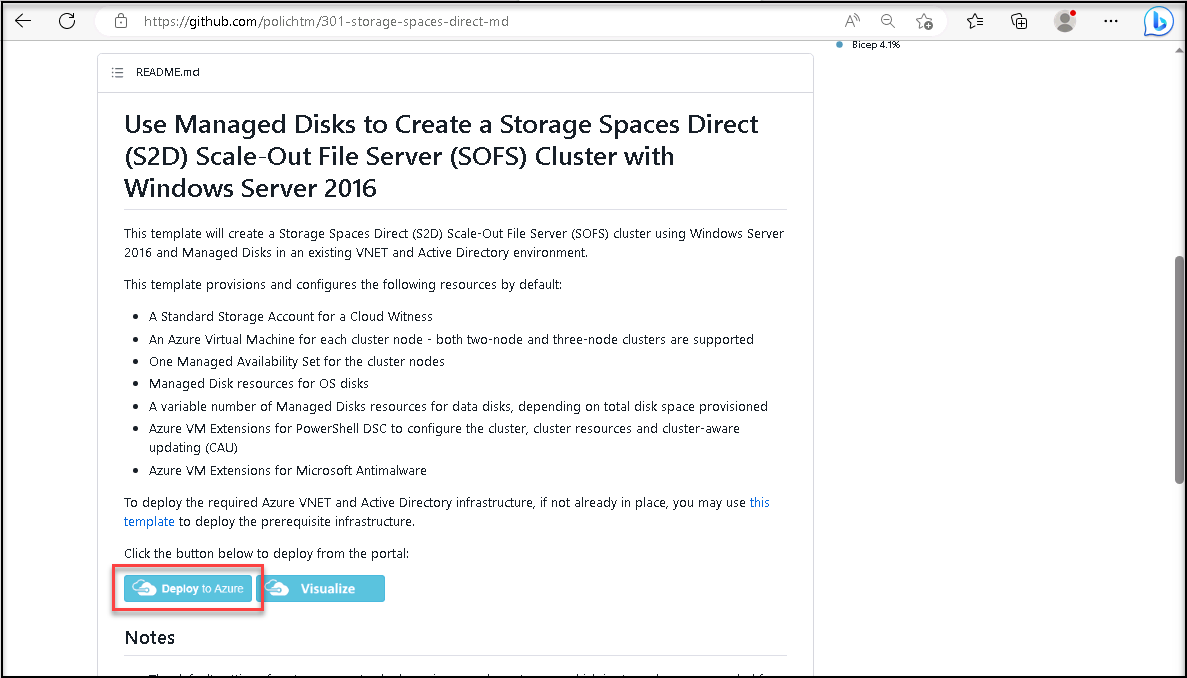 https://github.com/polichtm/301-storage-spaces-direct-md
Bicep 4.1%
README.md
Use Managed Disks to Create a Storage Spaces Direct
(S2D) Scale-Out File Server (SOFS) Cluster with
Windows Server 2016
This template will create a Storage Spaces Direct (S2D) Scale-Out File Server (SOFS) cluster using Windows Server
2016 and Managed Disks in an existing VNET and Active Directory environment.
This template provisions and configures the following resources by default:
• A Standard Storage Account for a Cloud Witness
• An Azure Virtual Machine for each cluster node - both two-node and three-node clusters are supported
• One Managed Availability Set for the cluster nodes
• Managed Disk resources for OS disks
• A variable number of Managed Disks resources for data disks, depending on total disk space provisioned
• Azure VM Extensions for PowerShell DSC to configure the cluster, cluster resources and cluster-aware
updating (CAU)
• Azure VM Extensions for Microsoft Antimalware
To deploy the required Azure VNET and Active Directory infrastructure, if not already in place, you may use this
template to deploy the prerequisite infrastructure.
Click the button below to deploy from the portal:
Deploy to Azure
Visualize
Notes